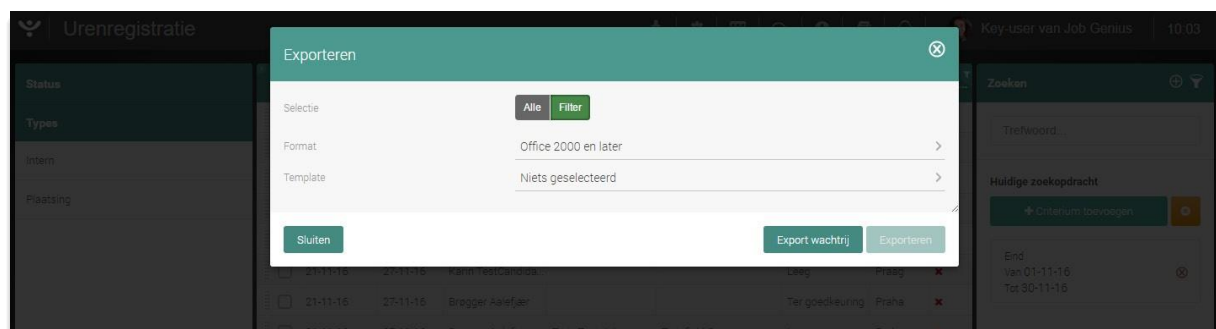 Urenregistratie
Key-user van Job Genius
10:03
Exporteren
Status
Types
Intern
Plaatsing
Selectie
Alle
Filter
Format
Office 2000 en later
Template
Niets geselecteerd
Sluiten
Export wachtrij
Exporteren
21-11-16 27-11-16 Karin TestCandida... Leeg Praag
21-11-16 27-11-16 Brøgger Aalefjær Ter goedkeuring Praha
Zoeken
Trefwoord...
Huidige zoekopdracht
+ Criterium toevoegen
Eind
Van 01-11-16
Tot 30-11-16